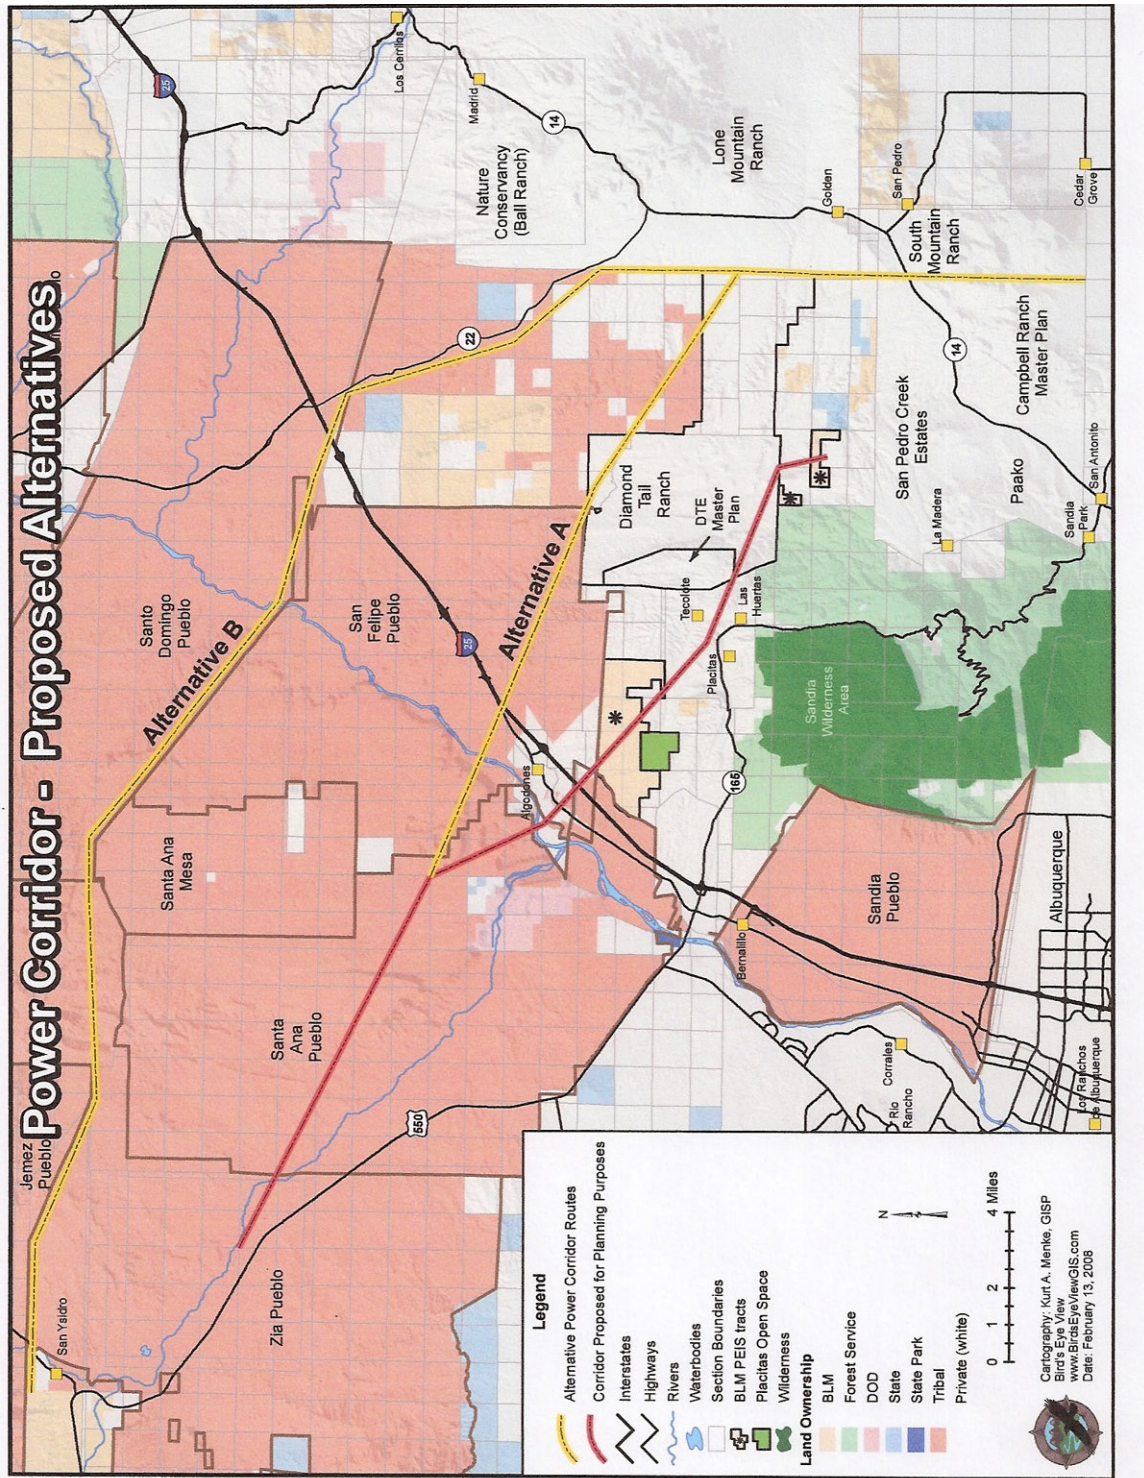 Power Corridor - Proposed Alternatives
San Ysidro
Jemez
Pueblo
Zia Pueblo
550
Santa
Ana
Pueblo
Santa Ana
Mesa
Alternative B
Santo
Domingo
Pueblo
San
Felipe
Pueblo
25
22
25
Los Cerrillos
Madrid
14
Nature
Conservancy
(Ball Ranch)
Lone
Mountain
Ranch
Golden
San Pedro
South
Mountain
Ranch
Cedar
Grove
Alternative A
Algodones
Diamond
Tail
Ranch
DTE
Master
Plan
Tecolote
Las
Huertas
Placitas
165
San Pedro Creek
Estates
14
Campbell Ranch
Master Plan
La Madera
Paako
San Antonito
Sandia
Park
Sandia
Wilderness
Area
Bernalillo
Sandia
Pueblo
Albuquerque
Corrales
Rio
Rancho
Los Ranchos
de Albuquerque
Legend
Alternative Power Corridor Routes
Corridor Proposed for Planning Purposes
Interstates
Highways
Rivers
Waterbodies
Section Boundaries
BLM PEIS tracts
Placitas Open Space
Wilderness
Land Ownership
BLM
Forest Service
DOD
State
State Park
Tribal
Private (white)
N
0 1 2 4 Miles
Cartography: Kurt A. Menke, GISP
Bird's Eye View
www.BirdsEyeViewGIS.com
Date: February 13, 2008